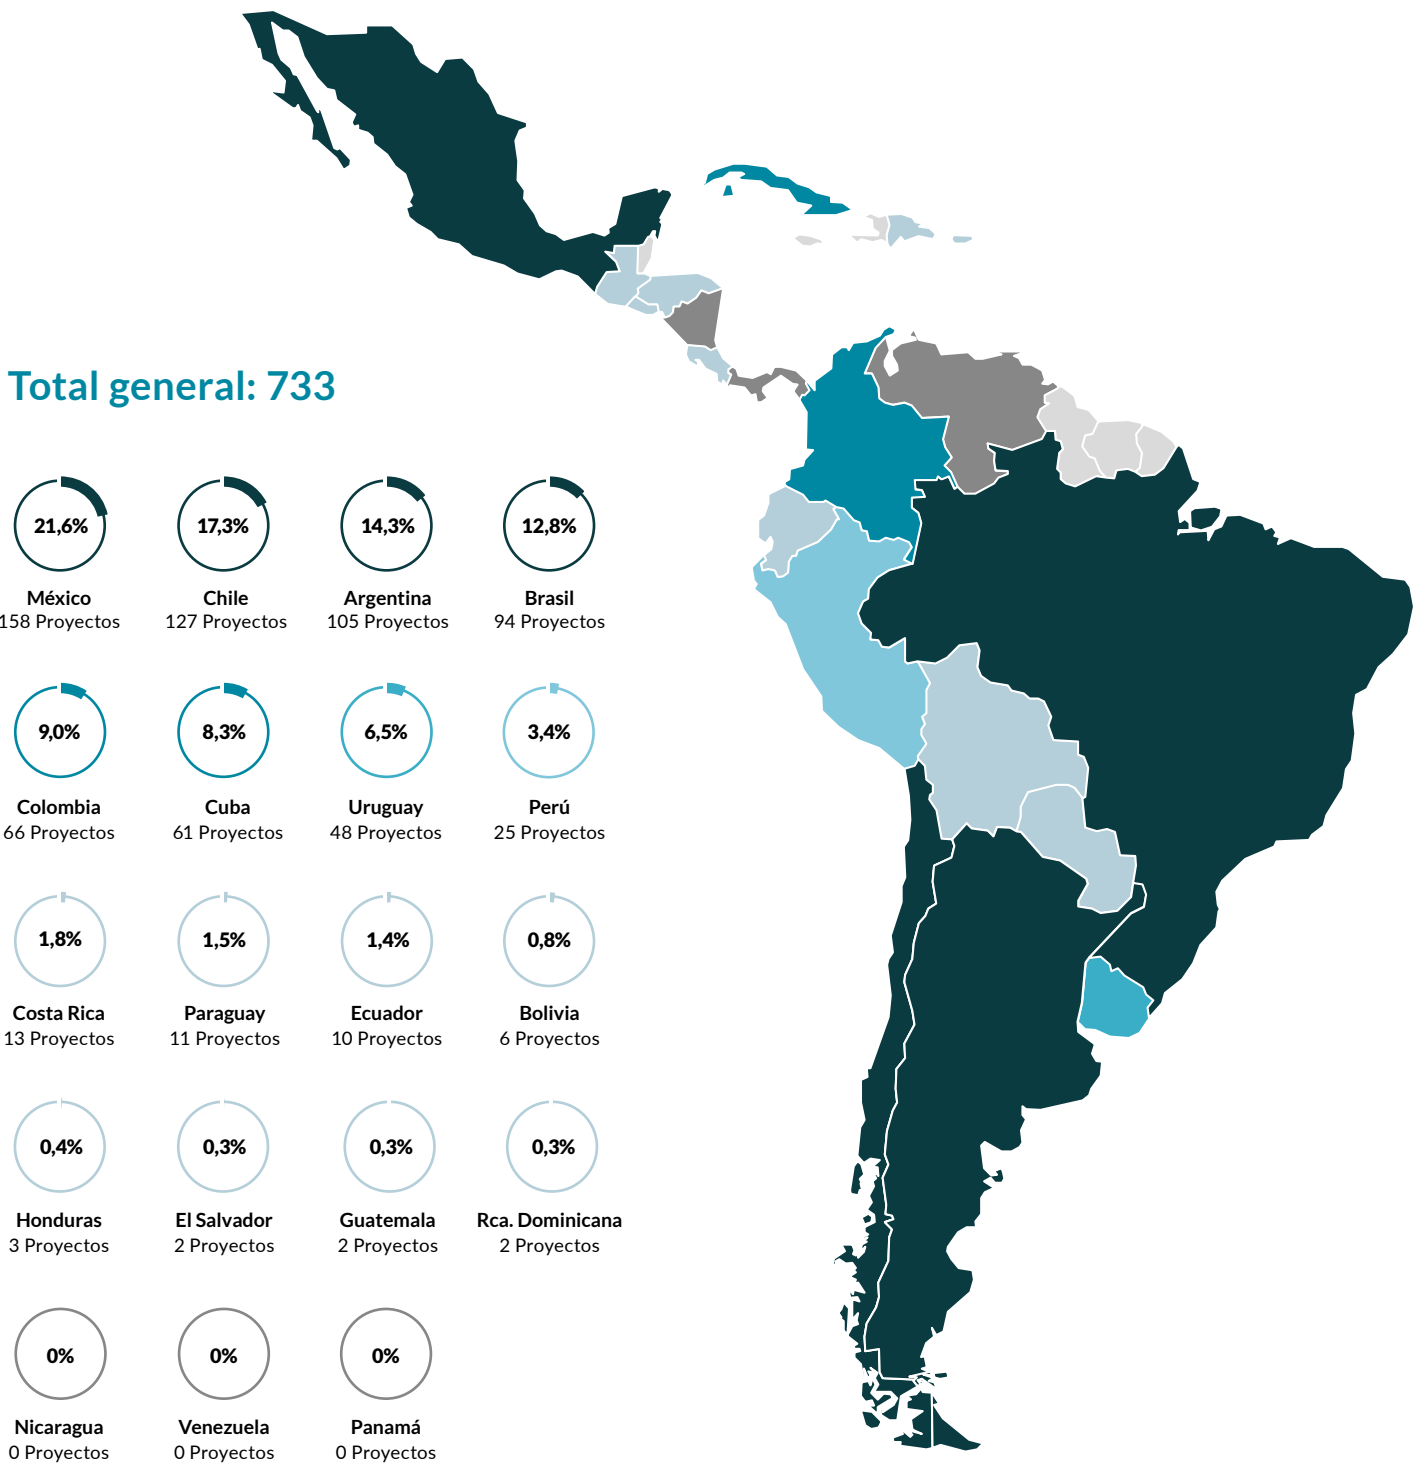 Total general: 733
21,6%
17,3%
14,3%
12,8%
México
Chile
Argentina
Brasil
158 Proyectos
127 Proyectos
105 Proyectos
94 Proyectos
9,0%
8,3%
6,5%
3,4%
Colombia
Cuba
Uruguay
Perú
66 Proyectos
61 Proyectos
48 Proyectos
25 Proyectos
1,8%
1,5%
1,4%
0,8%
Costa Rica
Paraguay
Ecuador
Bolivia
13 Proyectos
11 Proyectos
10 Proyectos
6 Proyectos
0,4%
0,3%
0,3%
0,3%
Honduras
El Salvador
Guatemala
Rca. Dominicana
3 Proyectos
2 Proyectos
2 Proyectos
2 Proyectos
0%
0%
0%
Nicaragua
Venezuela
Panamá
0 Proyectos
0 Proyectos
0 Proyectos